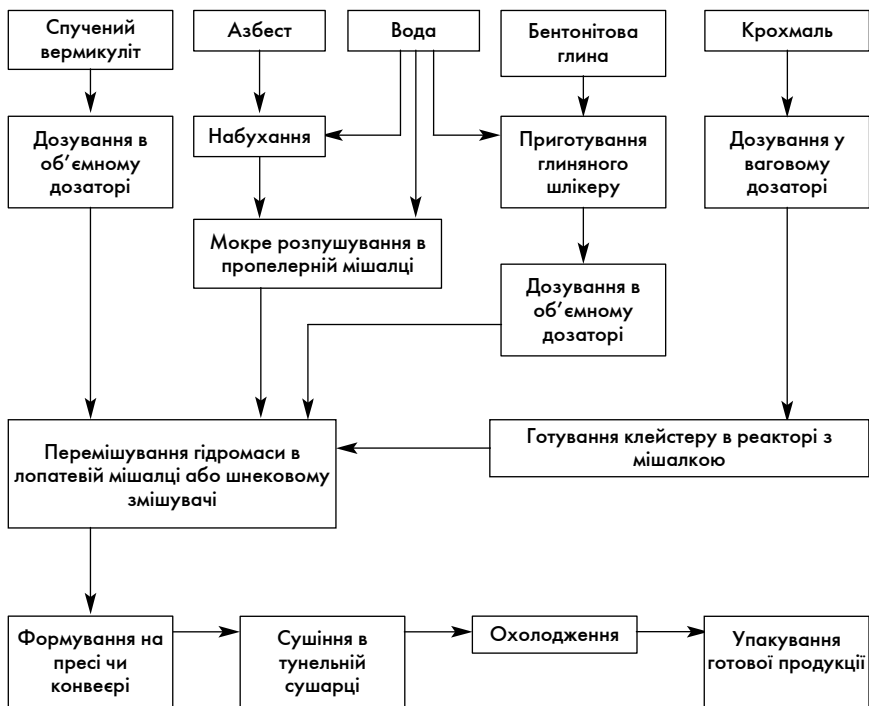 Спучений
вермикуліт
Азбест
Вода
Бентонітова
глина
Крохмаль
Дозування в
об’ємному
дозаторі
Набухання
Приготування
глиняного
шлікеру
Дозування у
ваговому
дозаторі
Мокре розпушування в
пропелерній мішалці
Дозування в
об’ємному
дозаторі
Перемішування гідромаси в
лопатевій мішалці або шнековому
змішувачі
Готування клейстеру в реакторі з
мішалкою
Формування на
пресі чи
конвеєрі
Сушіння в
тунельній
сушарці
Охолодження
Упакування
готової продукції